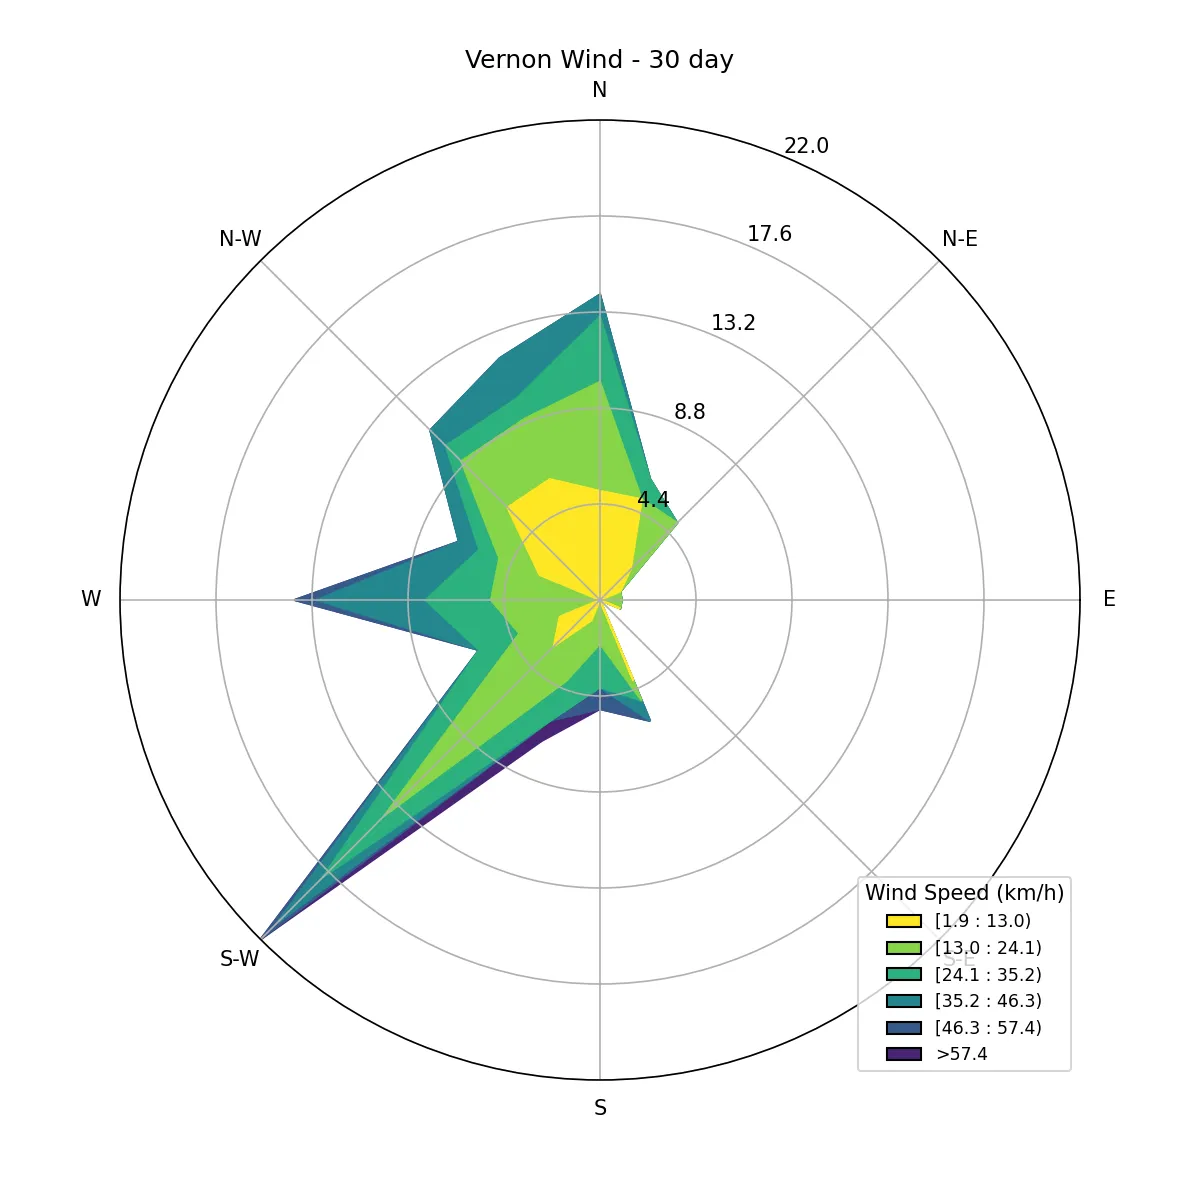 Vernon Wind - 30 day
N
22.0
N-W
17.6
N-E
13.2
8.8
4.4
W
E
S-W
S-E
Wind Speed (km/h)
[1.9 : 13.0)
[13.0 : 24.1)
[24.1 : 35.2)
[35.2 : 46.3)
[46.3 : 57.4)
>57.4
S